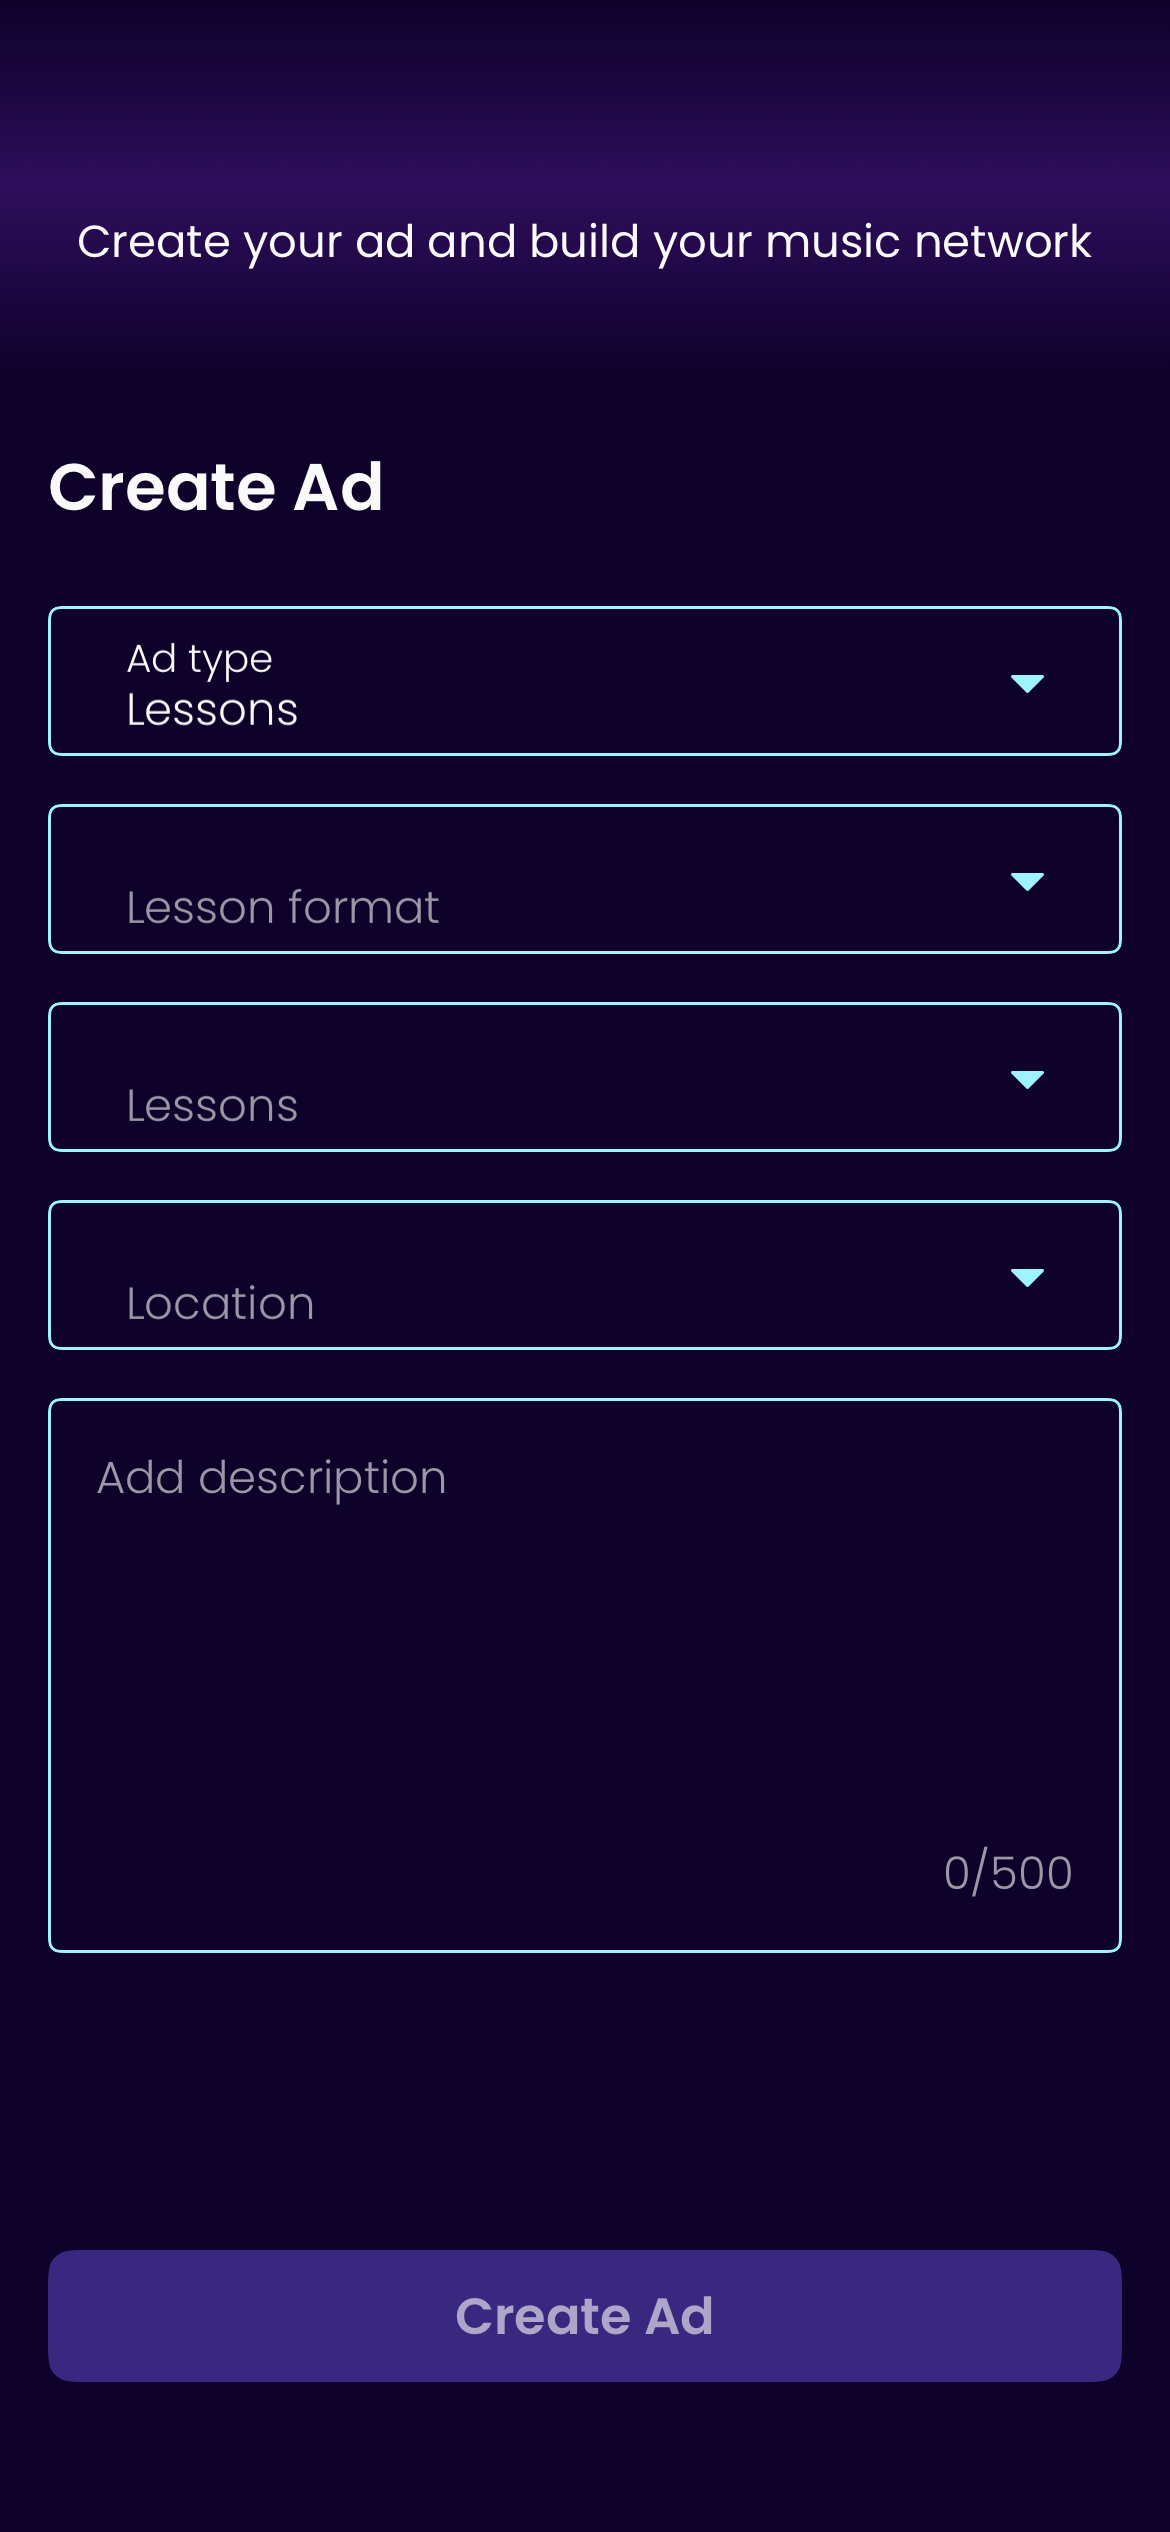 Create your ad and build your music network
Create Ad
Ad type
Lessons
Lesson format
Lessons
Location
Add description
0/500
Create Ad